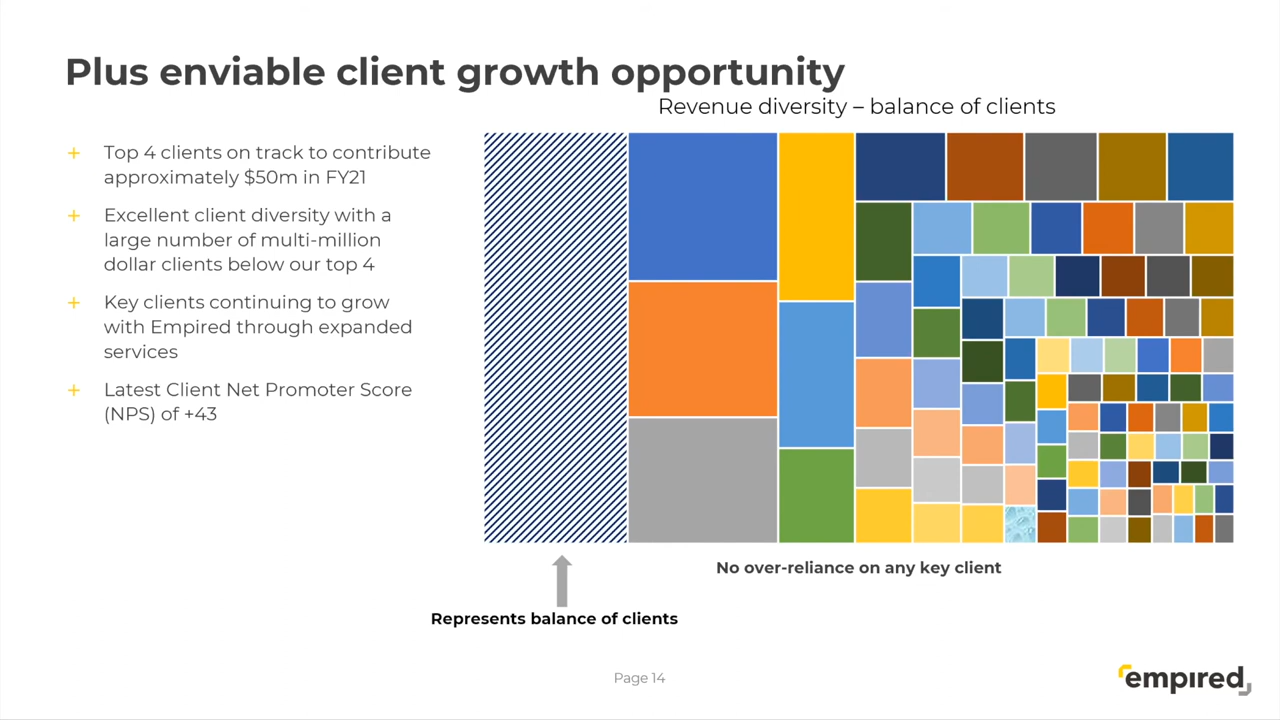 Plus enviable client growth opportunity
Revenue diversity – balance of clients
+ Top 4 clients on track to contribute
approximately $50m in FY21
+ Excellent client diversity with a
large number of multi-million
dollar clients below our top 4
+ Key clients continuing to grow
with Empired through expanded
services
+ Latest Client Net Promoter Score
(NPS) of +43
No over-reliance on any key client
Represents balance of clients
Page 14
empired